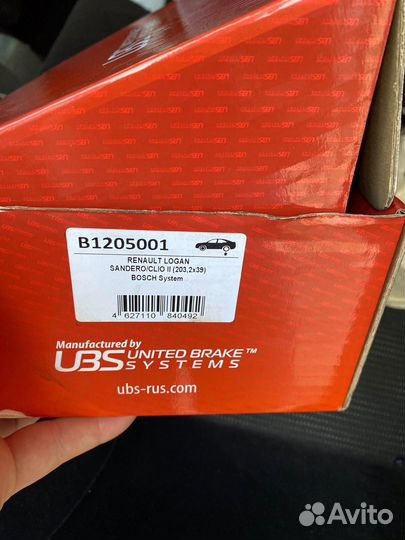 UBS
B1205001
RENAULT LOGAN
SANDERO/CLIO II (203,2x39)
BOSCH System
4 627110 840492
Manufactured by
UBS UNITED BRAKE™
SYSTEMS
ubs-rus.com
Avito